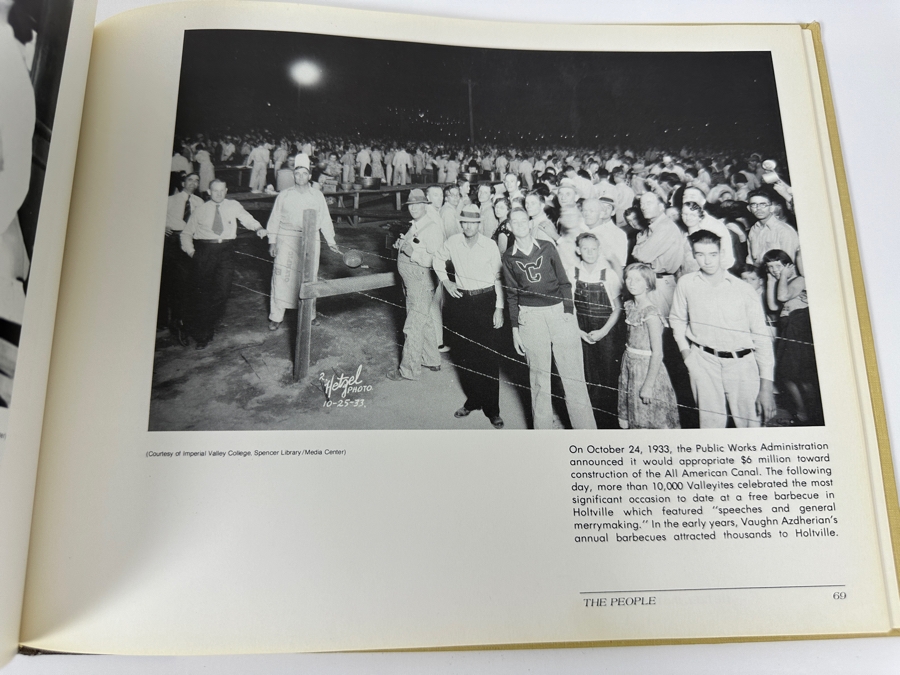 C
2
Hetzel
PHOTO.
10-25-33.
(Courtesy of Imperial Valley College, Spencer Library/Media Center)
On October 24, 1933, the Public Works Administration
announced it would appropriate $6 million toward
construction of the All American Canal. The following
day, more than 10,000 Valleyites celebrated the most
significant occasion to date at a free barbecue in
Holtville which featured "speeches and general
merrymaking." In the early years, Vaughn Azdherian's
annual barbecues attracted thousands to Holtville.
THE PEOPLE 69